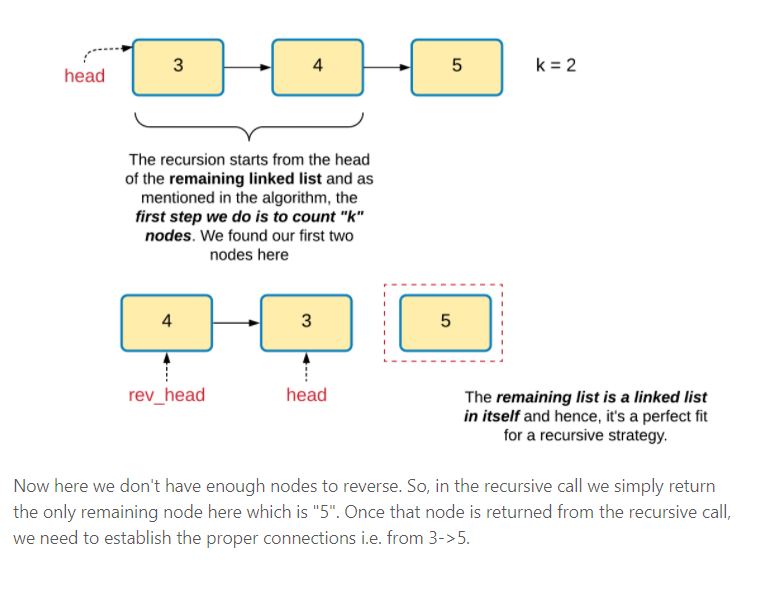 3 4 5 k = 2
head
The recursion starts from the head
of the remaining linked list and as
mentioned in the algorithm, the
first step we do is to count "k"
nodes. We found our first two
nodes here
4 3 5
rev_head head
The remaining list is a linked list
in itself and hence, it's a perfect fit
for a recursive strategy.
Now here we don't have enough nodes to reverse. So, in the recursive call we simply return
the only remaining node here which is "5". Once that node is returned from the recursive call,
we need to establish the proper connections i.e. from 3->5.